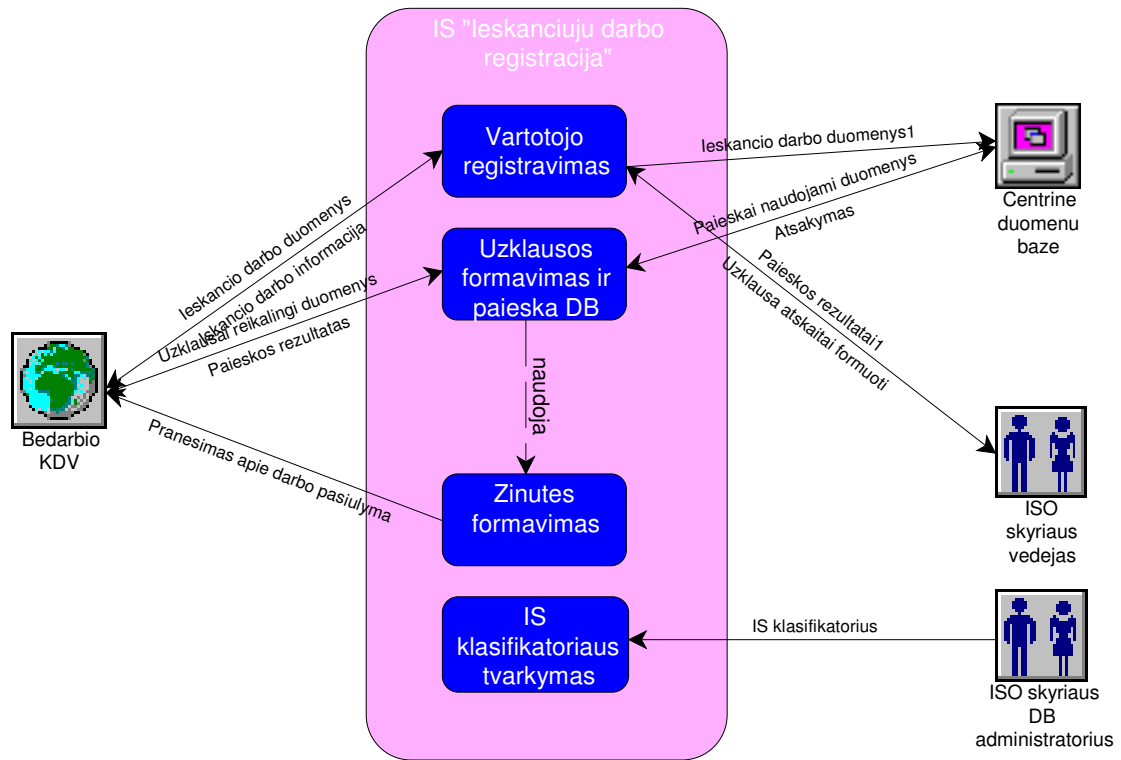 IS "Ieskanciuju darbo
registracija"
Vartotojo
registravimas
Ieskancio darbo duomenys1
Paieskai naudojami duomenys
Atsakymas
Centrine
duomenu
baze
Ieskancio darbo duomenys
Iskancio darbo informacija
Uzklausos
formavimas ir
paieska DB
Uzklausai reikalingi duomenys
Paieskos rezultatas
Paieskos rezultatai1
Uzklausa atskaitai formuoti
naudoja
Bedarbio
KDV
Pranesimas apie darbo pasiulyma
Zinutes
formavimas
ISO
skyriaus
vedejas
IS
klasifikatoriaus
tvarkymas
IS klasifikatorius
ISO skyriaus
DB
administratorius